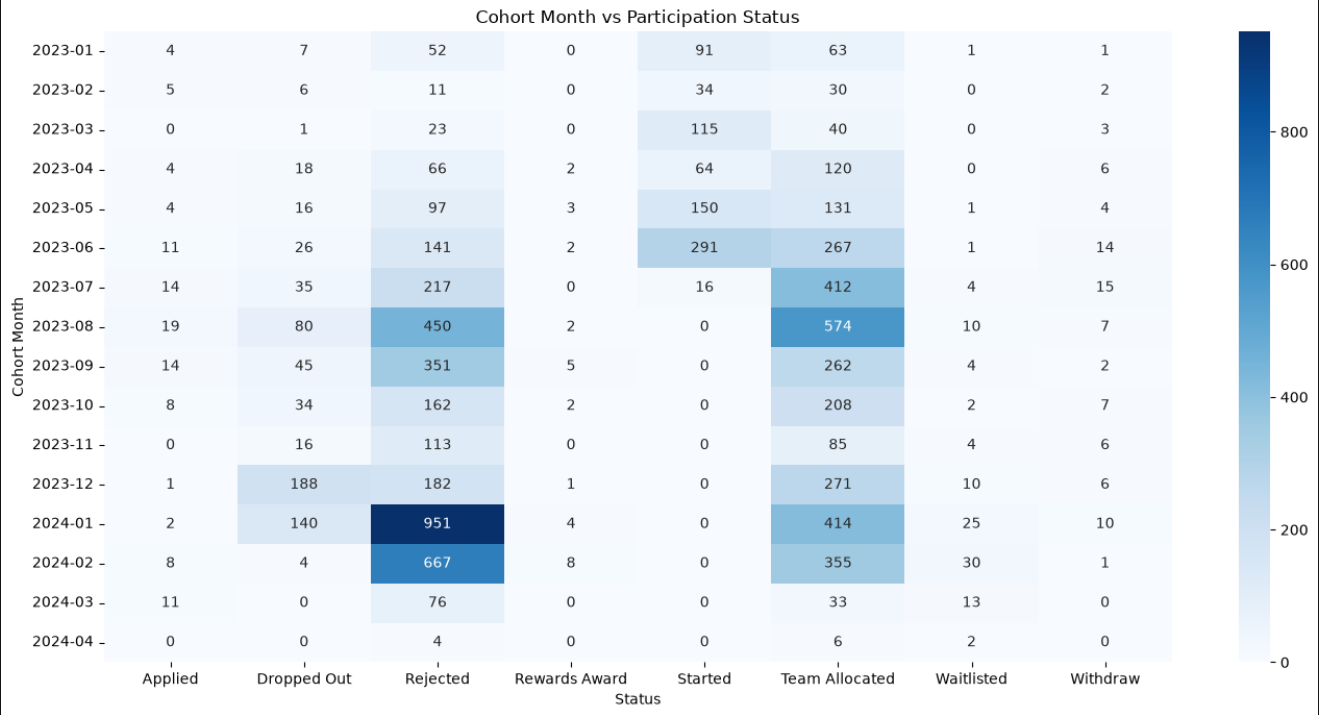 Cohort Month vs Participation Status
2023-01 4 7 52 0 91 63 1 1
2023-02 5 6 11 0 34 30 0 2
2023-03 0 1 23 0 115 40 0 3
2023-04 4 18 66 2 64 120 0 6
2023-05 4 16 97 3 150 131 1 4
2023-06 11 26 141 2 291 267 1 14
2023-07 14 35 217 0 16 412 4 15
2023-08 19 80 450 2 0 574 10 7
2023-09 14 45 351 5 0 262 4 2
2023-10 8 34 162 2 0 208 2 7
2023-11 0 16 113 0 0 85 4 6
2023-12 1 188 182 1 0 271 10 6
2024-01 2 140 951 4 0 414 25 10
2024-02 8 4 667 8 0 355 30 1
2024-03 11 0 76 0 0 33 13 0
2024-04 0 0 4 0 0 6 2 0
Cohort Month
Applied Dropped Out Rejected Rewards Award Started Team Allocated Waitlisted Withdraw
Status
800
600
400
200
0